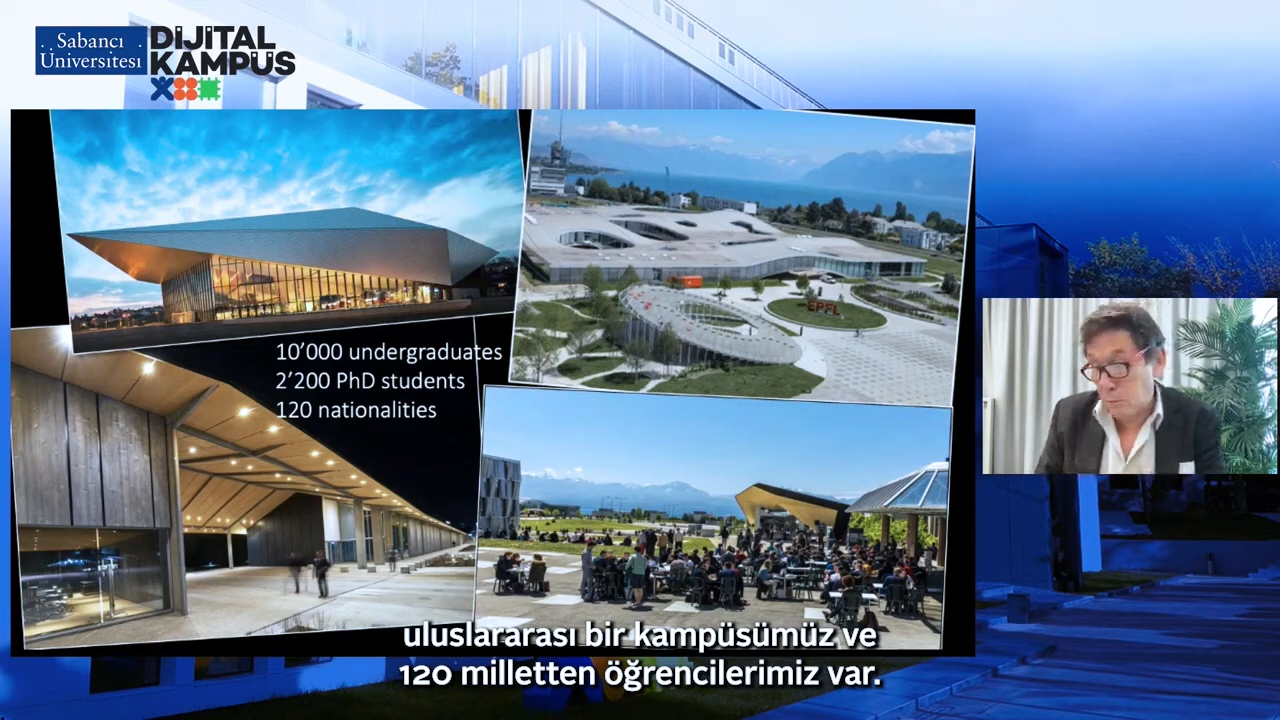 Sabancı
Üniversitesi
DİJİTAL
KAMPÜS
10’000 undergraduates
2’200 PhD students
120 nationalities
EPFL
uluslararası bir kampüsümüz ve
120 milletten öğrencilerimiz var.